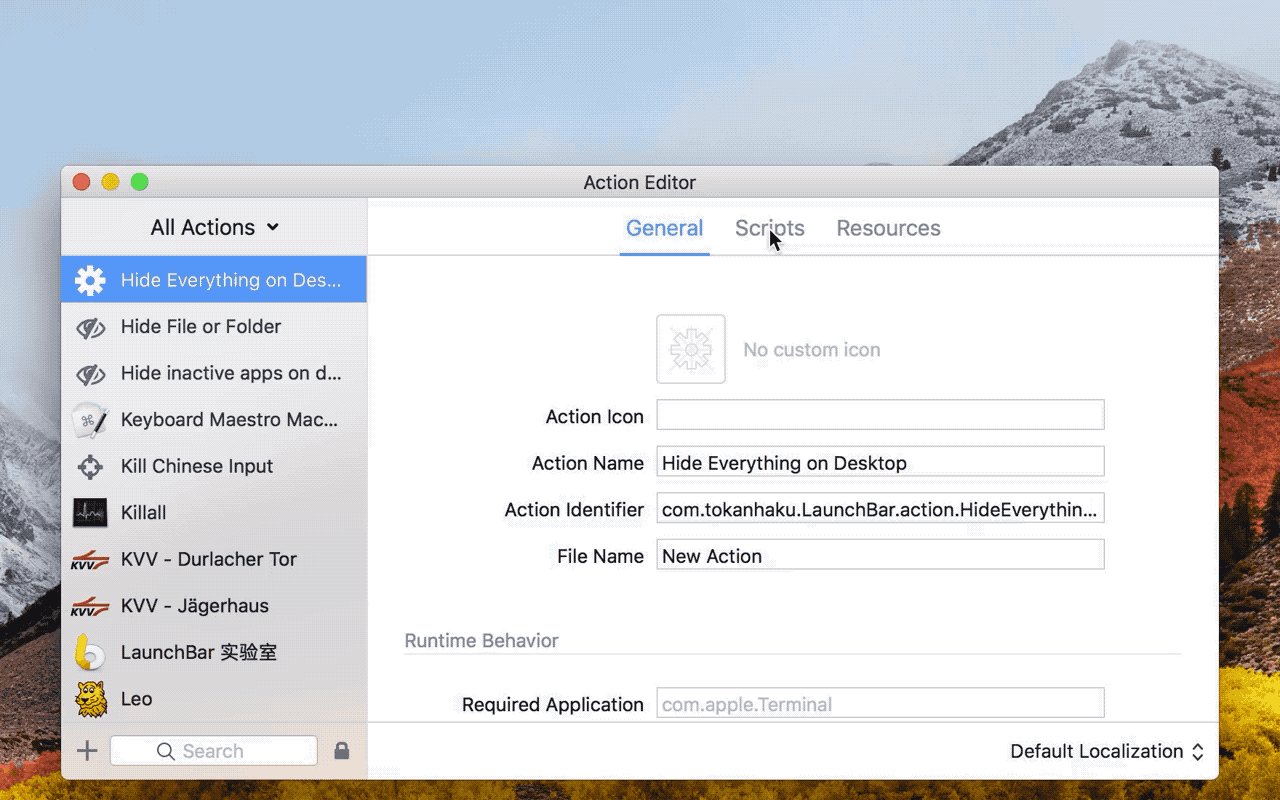 Action Editor
All Actions
General Scripts Resources
Hide Everything on Des...
Hide File or Folder
Hide inactive apps on d...
Keyboard Maestro Mac...
Kill Chinese Input
Killall
KVV KVV - Durlacher Tor
KVV KVV - Jägerhaus
LaunchBar 实验室
Leo
Search
No custom icon
Action Icon
Action Name Hide Everything on Desktop
Action Identifier com.tokanhaku.LaunchBar.action.HideEverythin...
File Name New Action
Runtime Behavior
Required Application com.apple.Terminal
Default Localization